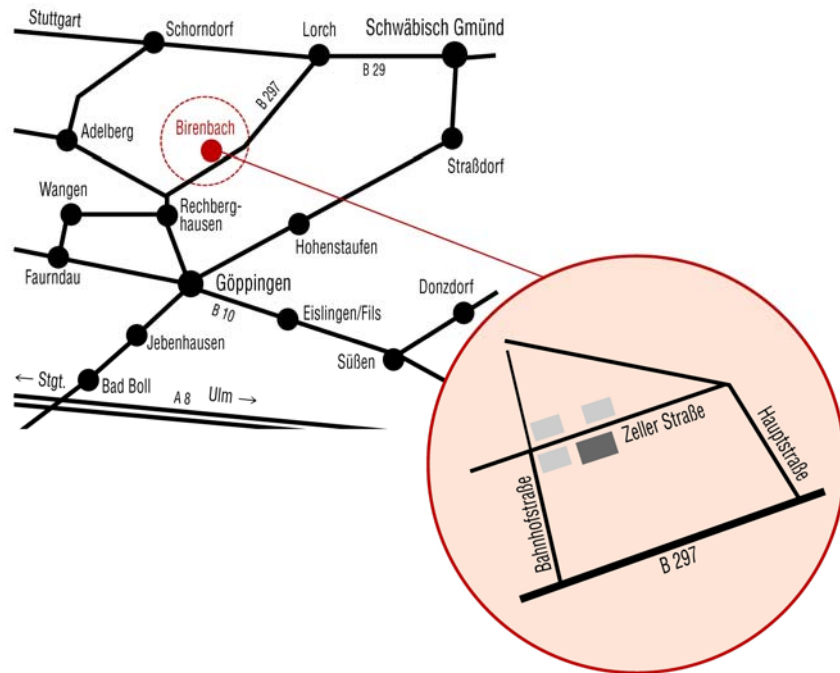 Stuttgart
Schorndorf
Lorch
Schwäbisch Gmünd
B 29
B 297
Birenbach
Adelberg
Straßdorf
Wangen
Rechberg-
hausen
Hohenstaufen
Faurndau
Göppingen
Donzdorf
B 10
Eislingen/Fils
Jebenhausen
Süßen
← Stgt.
Bad Boll
A 8
Ulm →
Zeller Straße
Hauptstraße
Bahnhofstraße
B 297